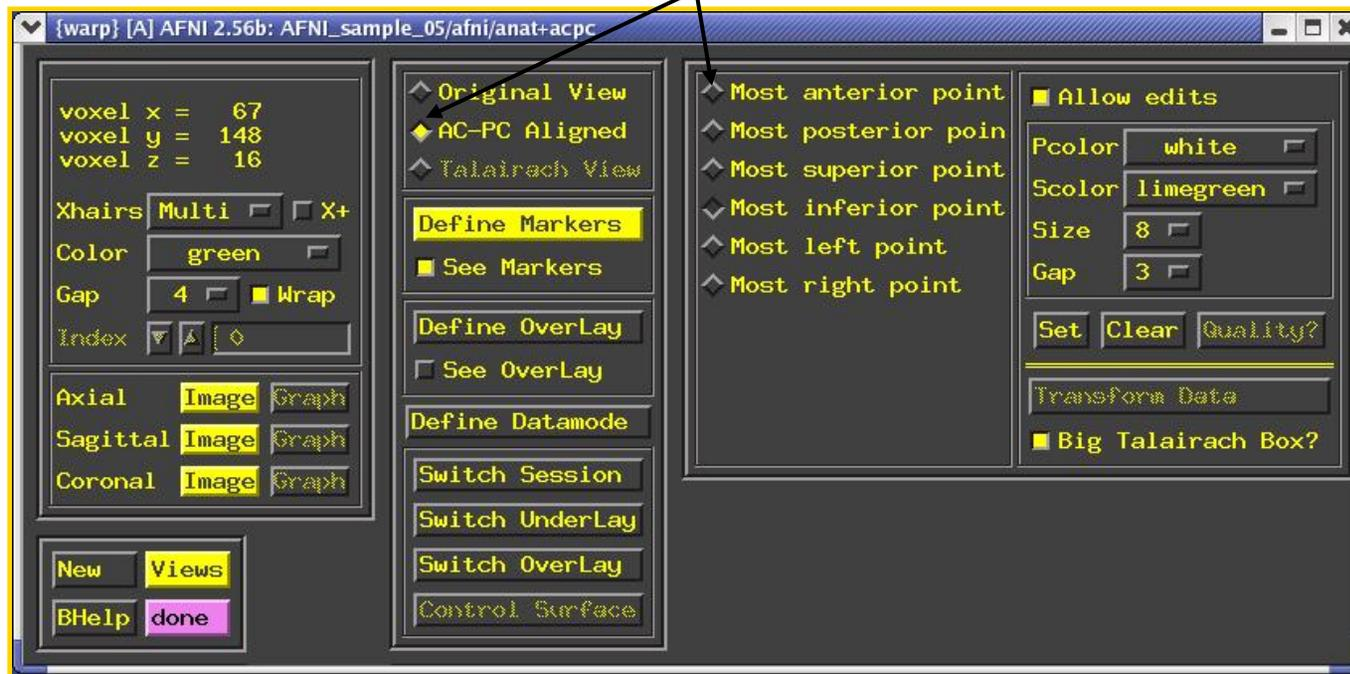 {warp} [A] AFNI 2.56b: AFNI_sample_05/afni/anat+acpc
voxel x = 67
voxel y = 148
voxel z = 16
Xhairs Multi X+
Color green
Gap 4 Wrap
Index 0
Axial Image Graph
Sagittal Image Graph
Coronal Image Graph
New Views
BHelp done
Original View
AC-PC Aligned
Talairach View
Define Markers
See Markers
Define OverLay
See OverLay
Define Datamode
Switch Session
Switch UnderLay
Switch OverLay
Control Surface
Most anterior point
Most posterior poin
Most superior point
Most inferior point
Most left point
Most right point
Allow edits
Pcolor white
Scolor limegreen
Size 8
Gap 3
Set Clear Quality?
Transform Data
Big Talairach Box?